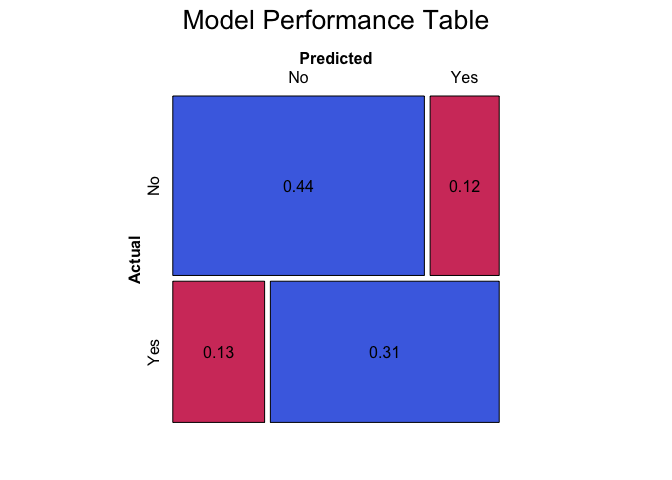 Model Performance Table
Predicted
No Yes
No
0.44 0.12
Actual
Yes
0.13 0.31